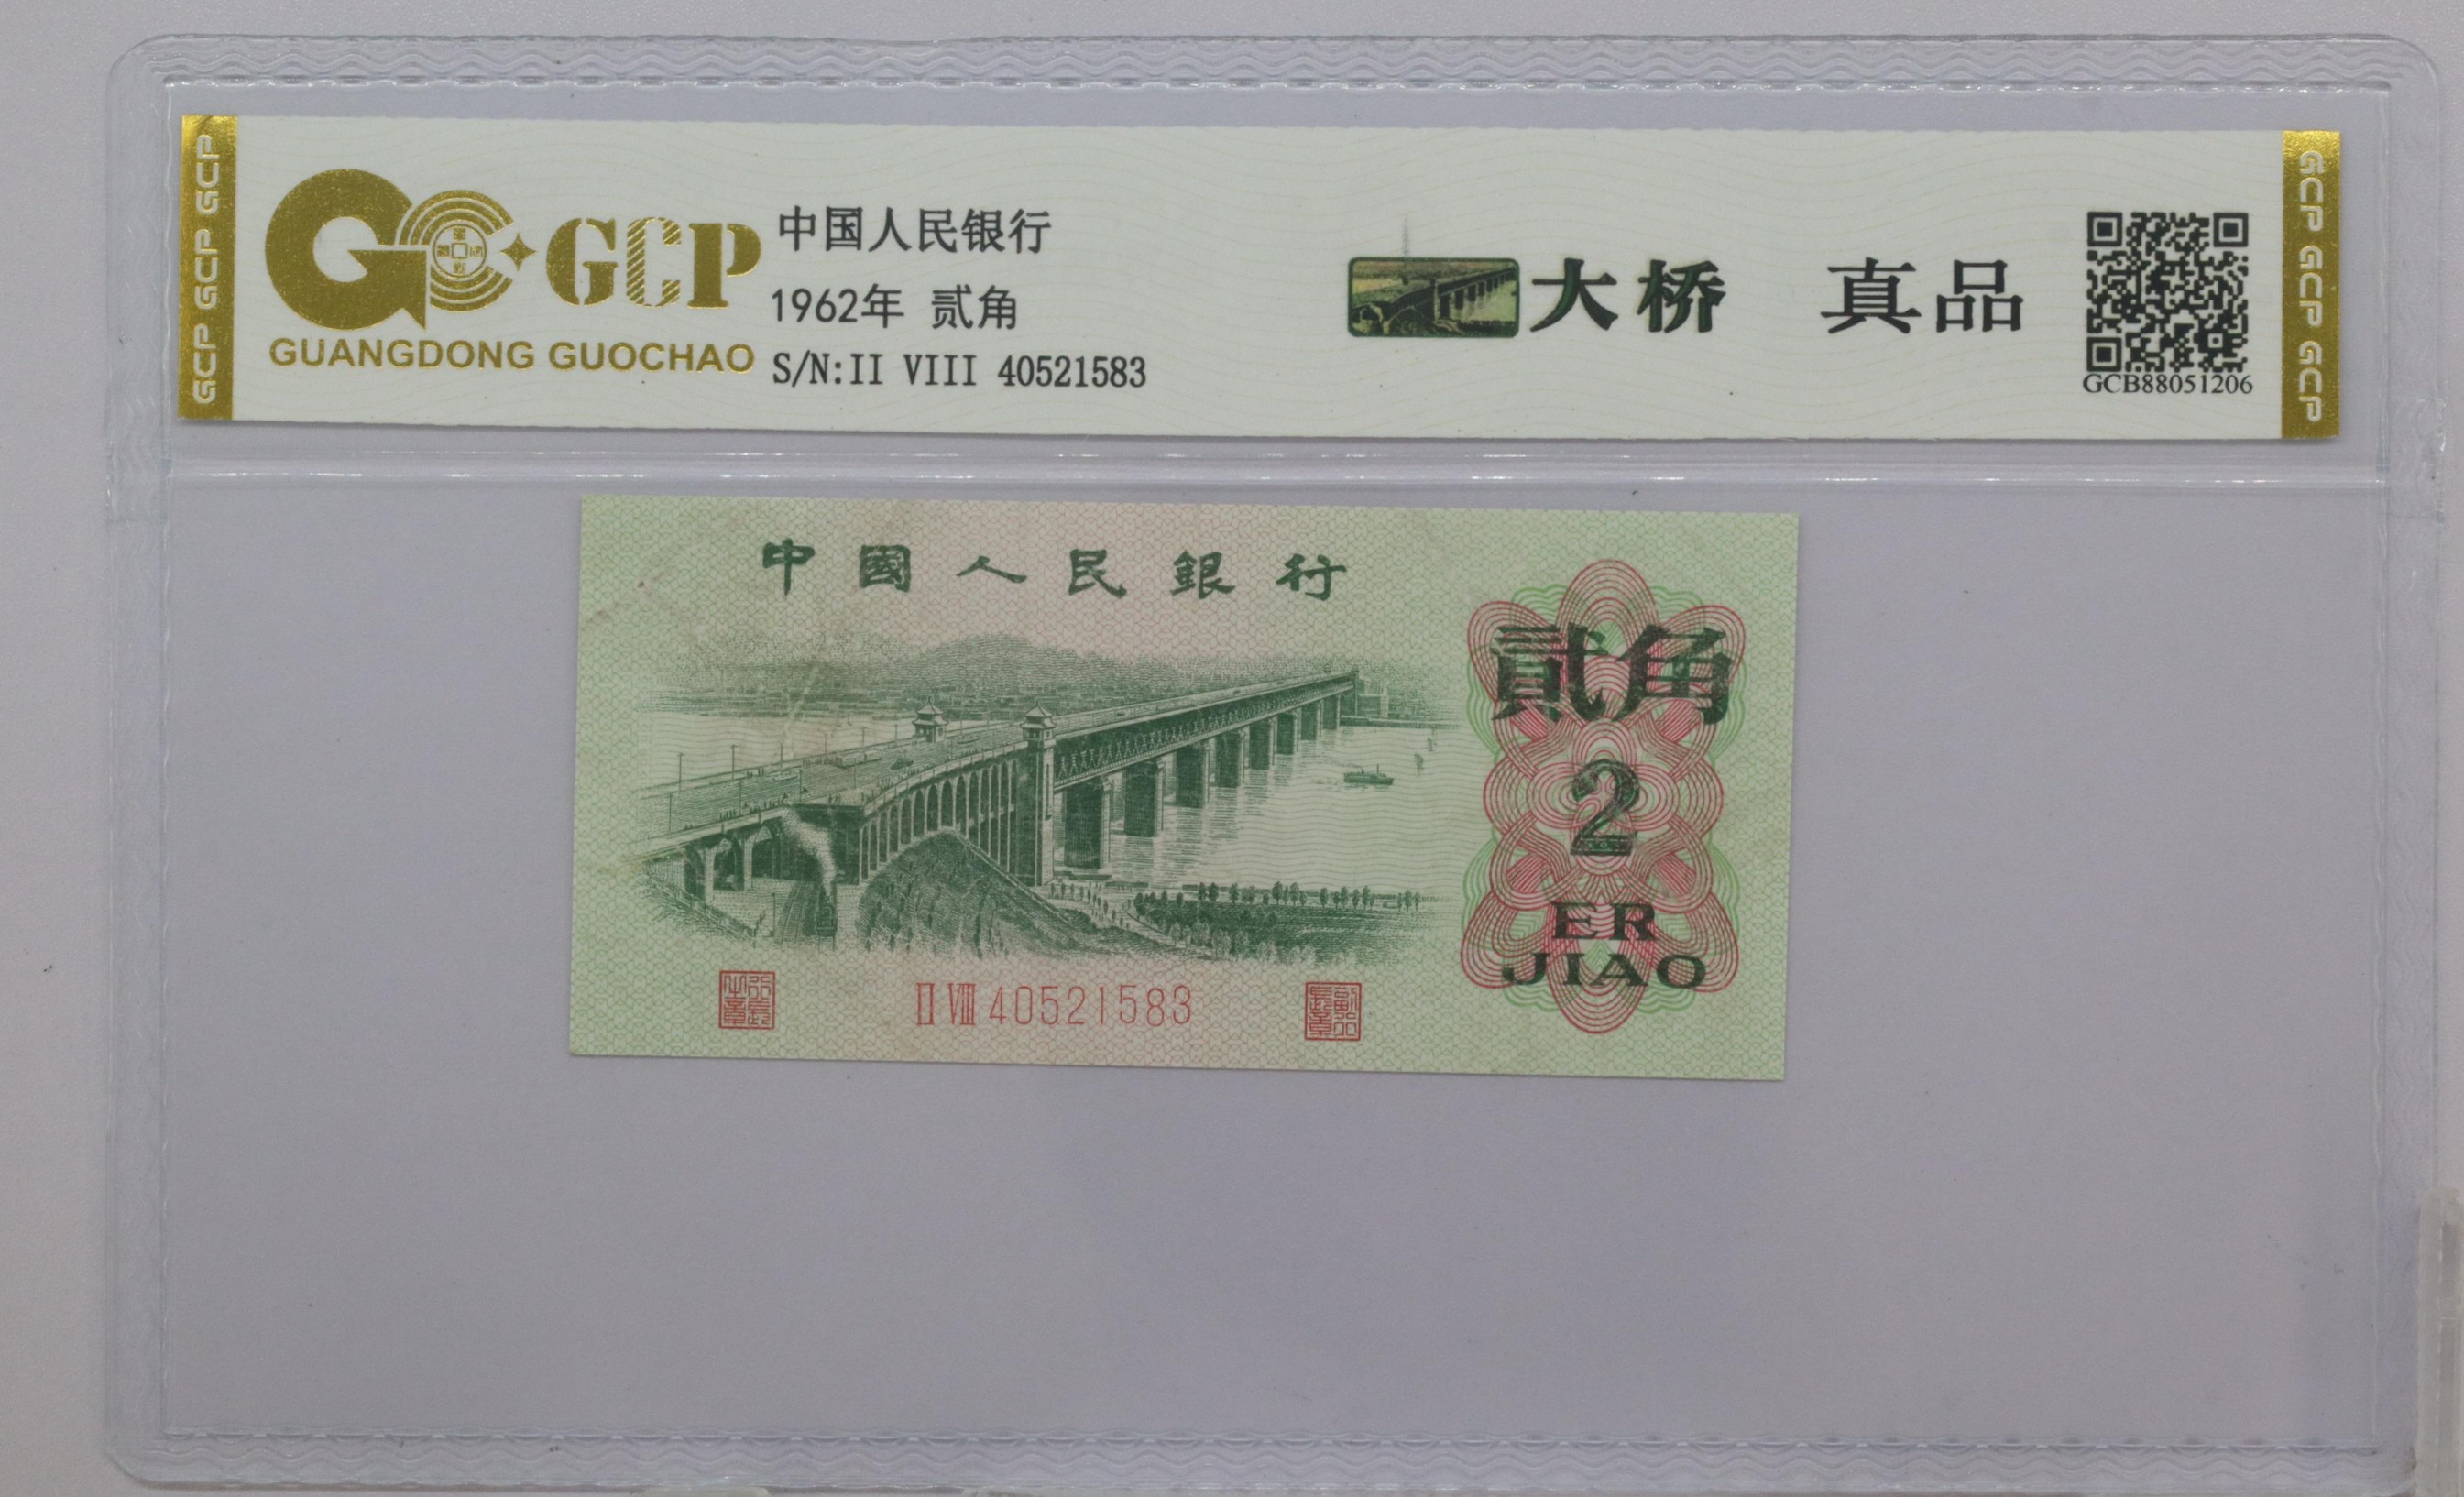 GCP GCP GCP
GCP
GUANGDONG GUOCHAO
中国人民银行
1962年 贰角
S/N:II VIII 40521583
大桥 真品
GCB88051206
GCP GCP GCP
中國人民銀行
貳角
2
ER
JIAO
II VIII 40521583